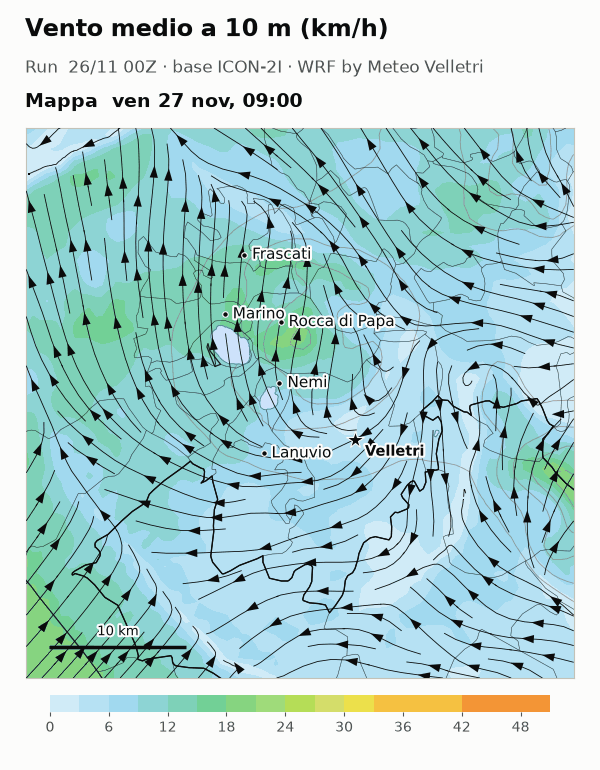 Vento medio a 10 m (km/h)
Run 26/11 00Z · base ICON-2I · WRF by Meteo Velletri
Mappa ven 27 nov, 09:00
Frascati
Marino
Rocca di Papa
Nemi
Velletri
Lanuvio
10 km
0 6 12 18 24 30 36 42 48